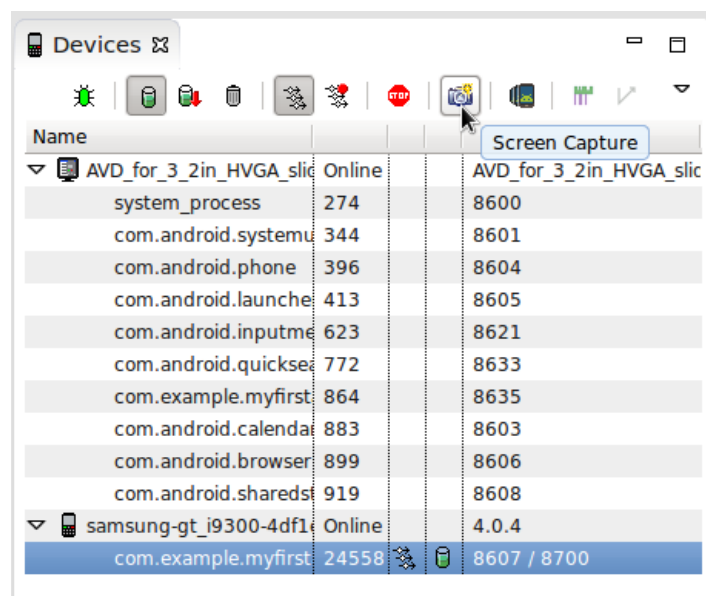 Devices
STOP
Screen Capture
Name
AVD_for_3_2in_HVGA_slic Online AVD_for_3_2in_HVGA_slic
system_process 274 8600
com.android.systemu 344 8601
com.android.phone 396 8604
com.android.launche 413 8605
com.android.inputme 623 8621
com.android.quicksea 772 8633
com.example.myfirst 864 8635
com.android.calendar 883 8603
com.android.browser 899 8606
com.android.sharedst 919 8608
samsung-gt_i9300-4df1e Online 4.0.4
com.example.myfirst 24558 8607 / 8700